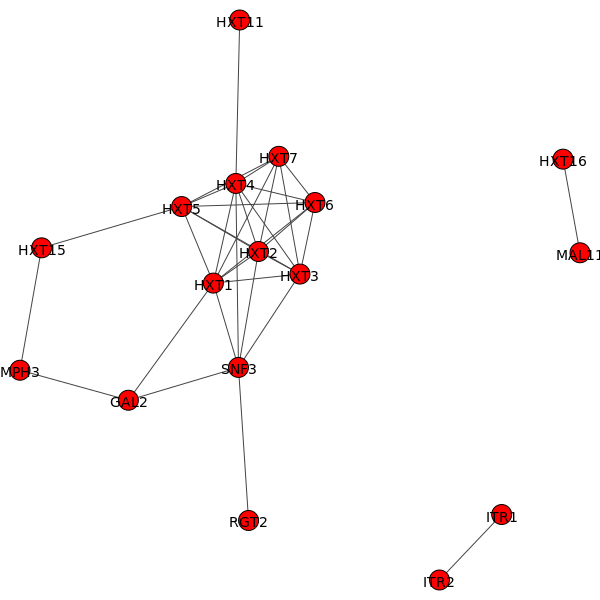 HXT11
HXT7
HXT16
HXT4
HXT5
HXT6
HXT15
HXT2
MAL11
HXT3
HXT1
SNF3
MPH3
GAL2
RGT2
ITR1
ITR2